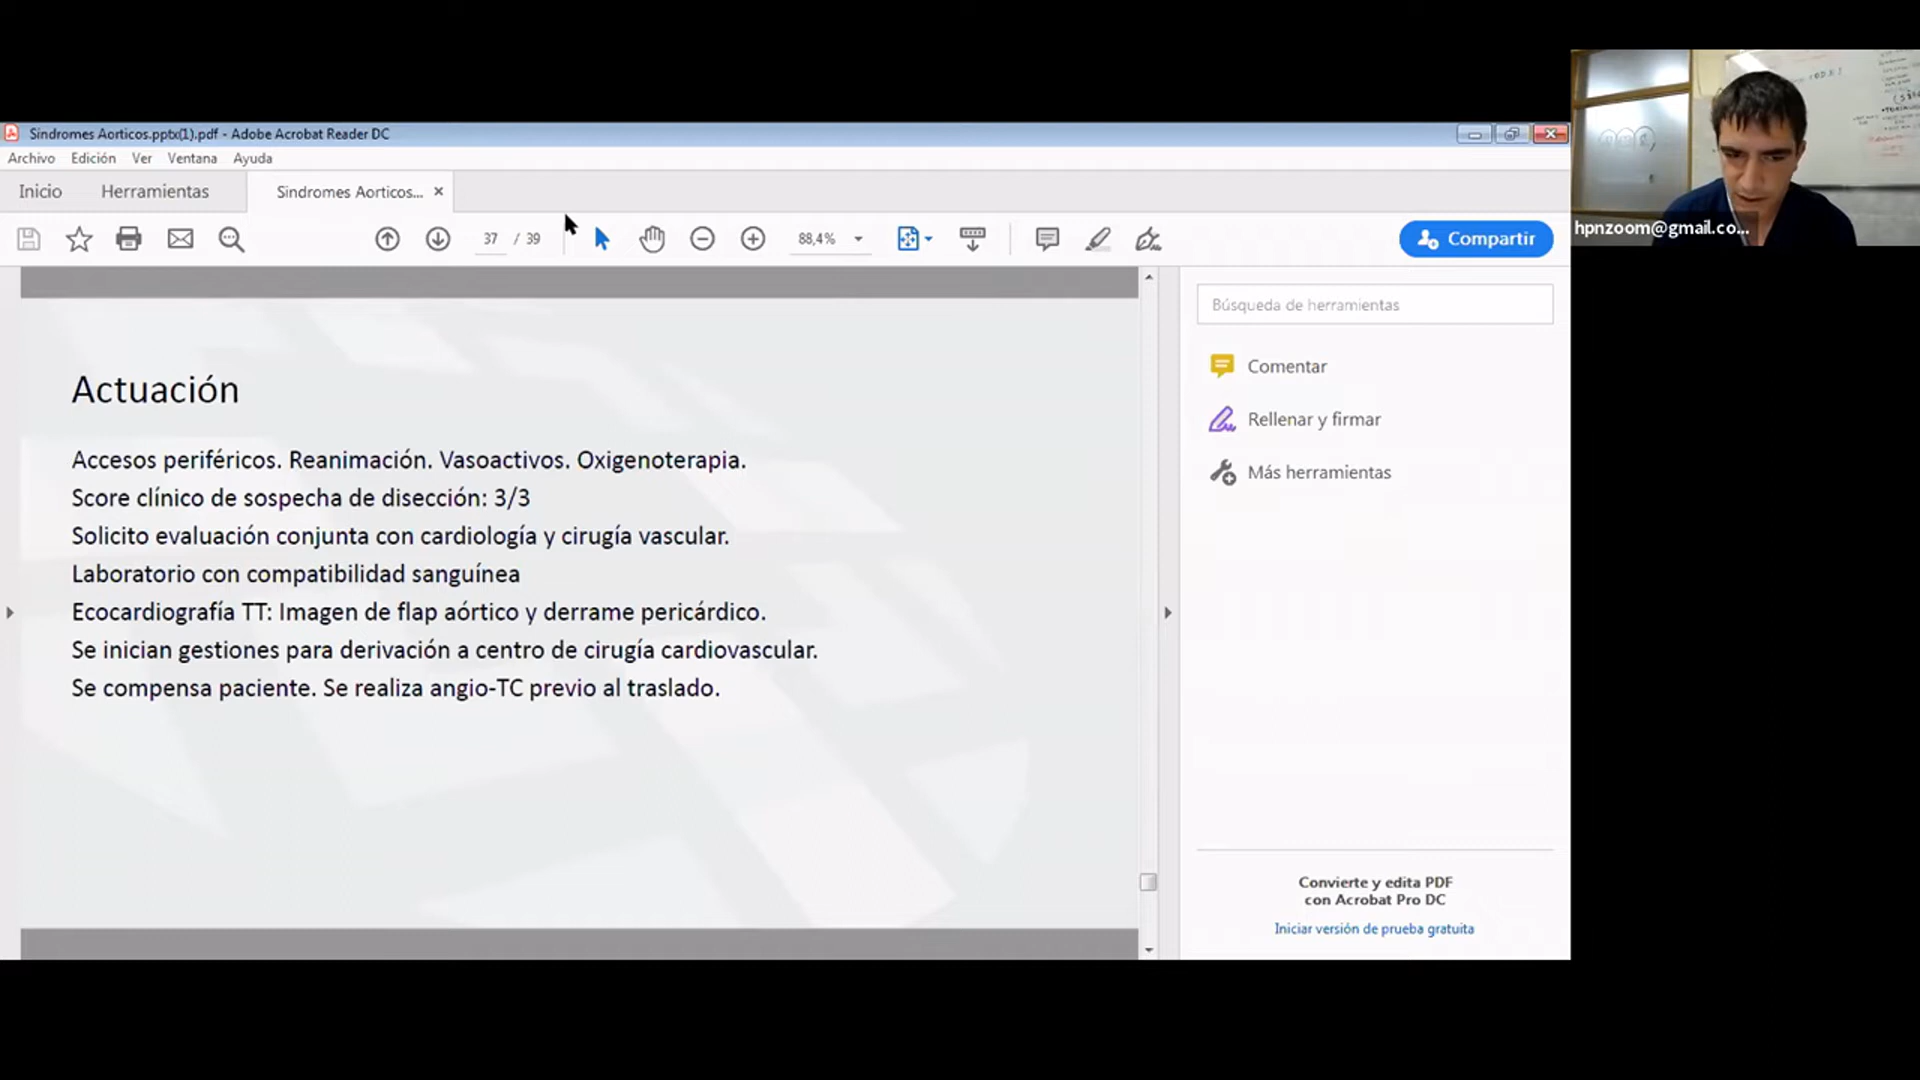 Sindromes Aorticos.pptx(1).pdf - Adobe Acrobat Reader DC
Archivo Edición Ver Ventana Ayuda
Inicio Herramientas Sindromes Aorticos... ×
37 / 39 88,4% Compartir
hpnzoom@gmail.co...
Actuación
Accesos periféricos. Reanimación. Vasoactivos. Oxigenoterapia.
Score clínico de sospecha de disección: 3/3
Solicito evaluación conjunta con cardiología y cirugía vascular.
Laboratorio con compatibilidad sanguínea
Ecocardiografía TT: Imagen de flap aórtico y derrame pericárdico.
Se inician gestiones para derivación a centro de cirugía cardiovascular.
Se compensa paciente. Se realiza angio-TC previo al traslado.
Búsqueda de herramientas
Comentar
Rellenar y firmar
Más herramientas
Convierte y edita PDF
con Acrobat Pro DC
Iniciar versión de prueba gratuita